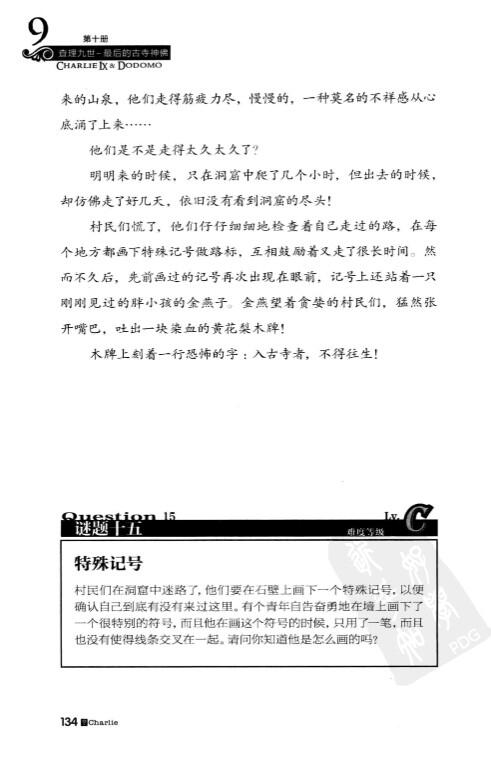 9
第十册
查理九世-最后的古寺神佛
CHARLIE IX & DODOMO
来的山泉，他们走得筋疲力尽，慢慢的，一种莫名的不祥感从心
底涌了上来……
他们是不是走得太久太久了？
明明来的时候，只在洞窟中爬了几个小时，但出去的时候，
却仿佛走了好几天，依旧没有看到洞窟的尽头！
村民们慌了，他们仔仔细细地检查着自己走过的路，在每
个地方都画下特殊记号做路标，互相鼓励着又走了很长时间。然
而不久后，先前画过的记号再次出现在眼前，记号上还站着一只
刚刚见过的胖小孩的金燕子。金燕望着贪婪的村民们，猛然张
开嘴巴，吐出一块染血的黄花梨木牌！
木牌上刻着一行恐怖的字：入古寺者，不得往生！
Question 15
谜题十五
Lv. C
难度等级
特殊记号
村民们在洞窟中迷路了，他们要在石壁上画下一个特殊记号，以便
确认自己到底有没有来过这里。有个青年自告奋勇地在墙上画下了
一个很特别的符号，而且他在画这个符号的时候，只用了一笔，而且
也没有使得线条交叉在一起。请问你知道他是怎么画的吗？
PDG
134 Charlie